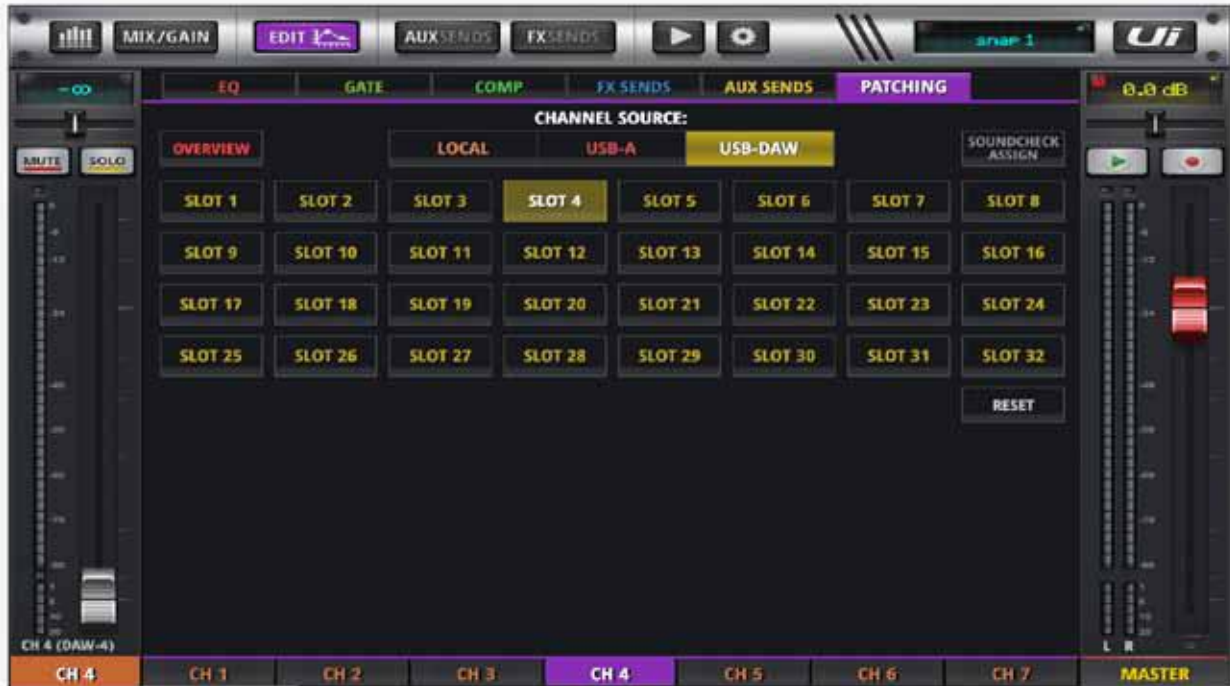 MIX/GAIN EDIT AUXSENDS FXSENDS snap 1 Ui
-∞ EQ GATE COMP FX SENDS AUX SENDS PATCHING 0.0 dB
CHANNEL SOURCE:
MUTE SOLO OVERVIEW LOCAL USB-A USB-DAW SOUNDCHECK
ASSIGN
SLOT 1 SLOT 2 SLOT 3 SLOT 4 SLOT 5 SLOT 6 SLOT 7 SLOT 8
SLOT 9 SLOT 10 SLOT 11 SLOT 12 SLOT 13 SLOT 14 SLOT 15 SLOT 16
SLOT 17 SLOT 18 SLOT 19 SLOT 20 SLOT 21 SLOT 22 SLOT 23 SLOT 24
SLOT 25 SLOT 26 SLOT 27 SLOT 28 SLOT 29 SLOT 30 SLOT 31 SLOT 32
RESET
CH 4 (DAW-4) L R
CH 4 CH 1 CH 2 CH 3 CH 4 CH 5 CH 6 CH 7 MASTER